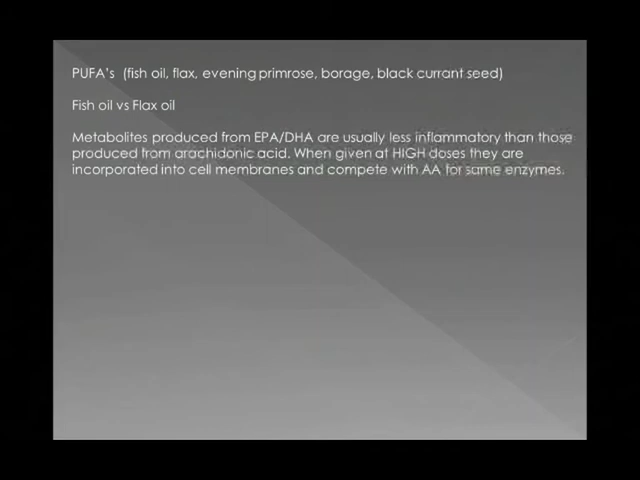 PUFA's  (fish oil, flax, evening primrose, borage, black currant seed)
Fish oil vs Flax oil
Metabolites produced from EPA/DHA are usually less inflammatory than those
produced from arachidonic acid. When given at HIGH doses they are
incorporated into cell membranes and compete with AA for same enzymes.